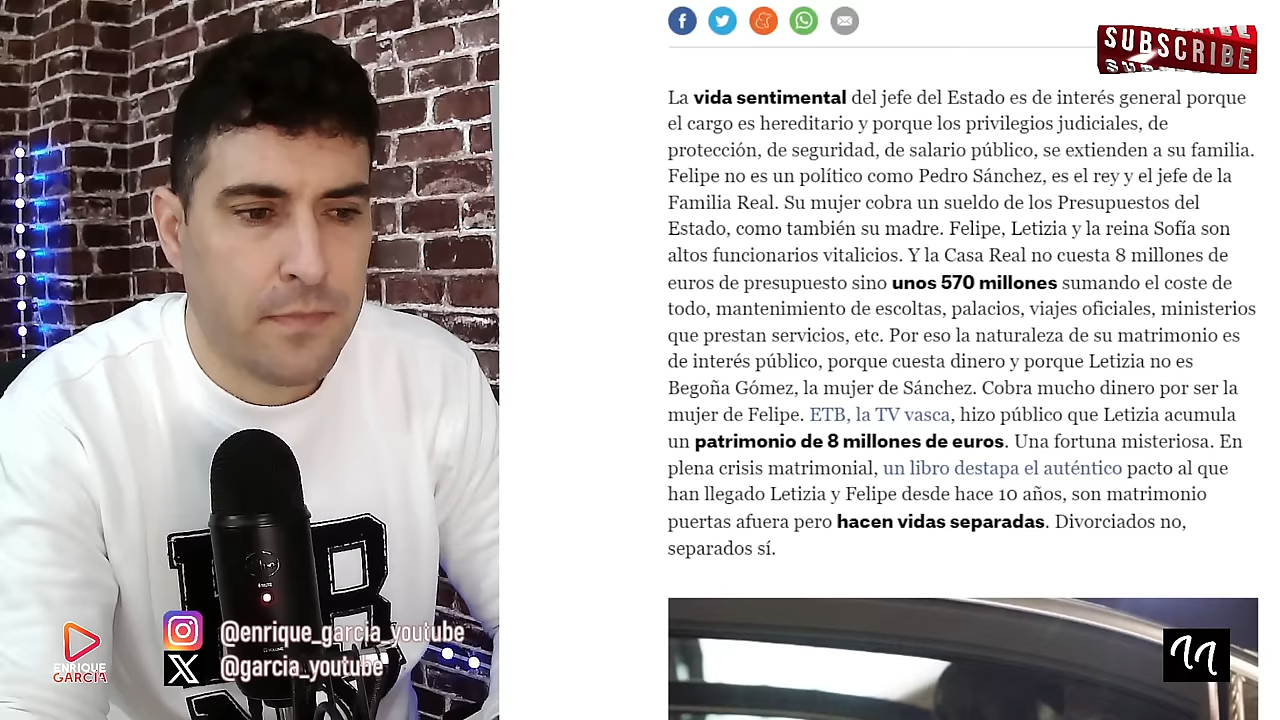 SUBSCRIBE
La vida sentimental del jefe del Estado es de interés general porque
el cargo es hereditario y porque los privilegios judiciales, de
protección, de seguridad, de salario público, se extienden a su familia.
Felipe no es un político como Pedro Sánchez, es el rey y el jefe de la
Familia Real. Su mujer cobra un sueldo de los Presupuestos del
Estado, como también su madre. Felipe, Letizia y la reina Sofía son
altos funcionarios vitalicios. Y la Casa Real no cuesta 8 millones de
euros de presupuesto sino unos 570 millones sumando el coste de
todo, mantenimiento de escoltas, palacios, viajes oficiales, ministerios
que prestan servicios, etc. Por eso la naturaleza de su matrimonio es
de interés público, porque cuesta dinero y porque Letizia no es
Begoña Gómez, la mujer de Sánchez. Cobra mucho dinero por ser la
mujer de Felipe. ETB, la TV vasca, hizo público que Letizia acumula
un patrimonio de 8 millones de euros. Una fortuna misteriosa. En
plena crisis matrimonial, un libro destapa el auténtico pacto al que
han llegado Letizia y Felipe desde hace 10 años, son matrimonio
puertas afuera pero hacen vidas separadas. Divorciados no,
separados sí.
@enrique_garcia_youtube
@garcia_youtube
ENRIQUE
GARCÍA